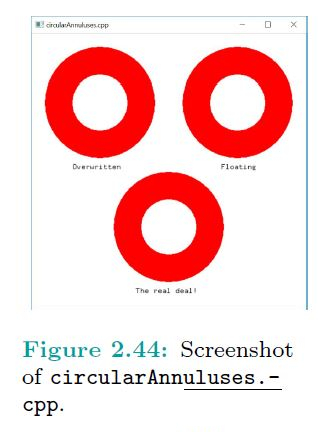 circularAnnuluses.cpp
Overwritten Floating
The real deal!
Figure 2.44: Screenshot
of circularAnnuluses.-
cpp.